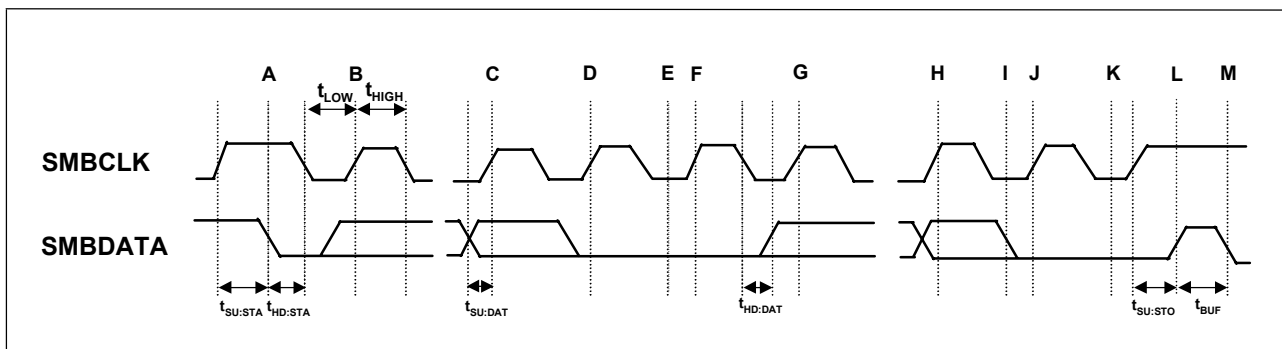 A B C D E F G H I J K L M
tLOW tHIGH
SMBCLK
SMBDATA
tSU:STA tHD:STA tSU:DAT tHD:DAT tSU:STO tBUF